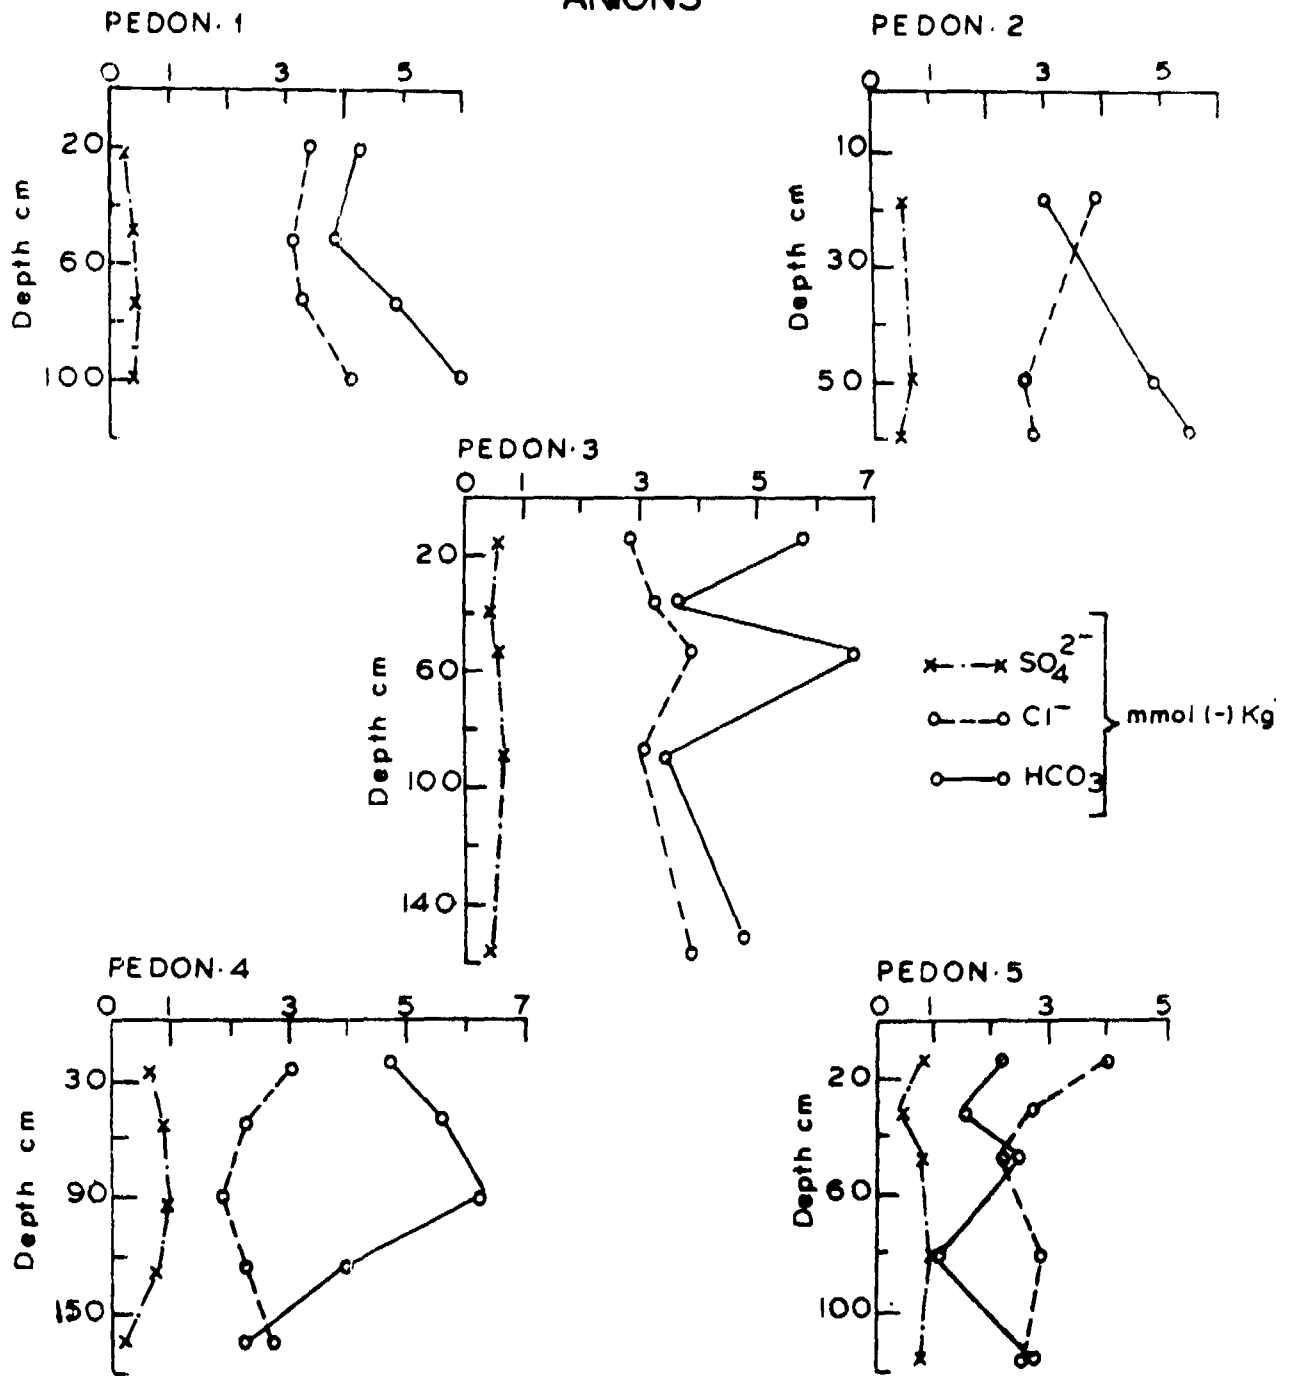 ANIONS
PEDON. 1
0 1 3 5
20
60
100
Depth cm
PEDON. 2
0 1 3 5
10
30
50
Depth cm
PEDON. 3
0 1 3 5 7
20
60
100
140
Depth cm
SO4^2-
Cl-
HCO3
mmol (-) Kg
PEDON. 4
0 1 3 5 7
30
90
150
Depth cm
PEDON. 5
0 1 3 5
20
60
100
Depth cm